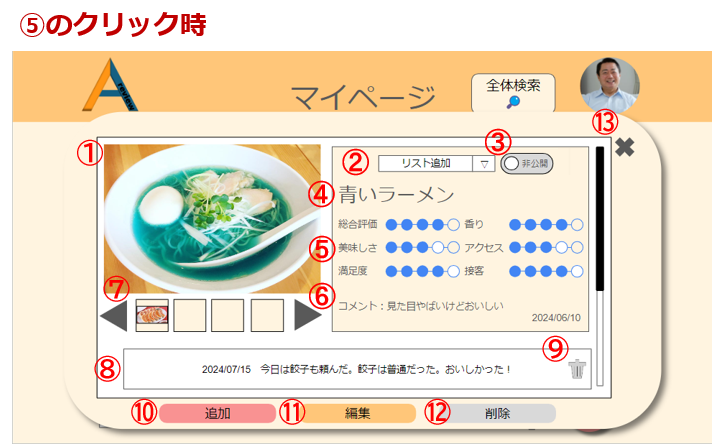 ⑤のクリック時
review
マイページ
全体検索
⑬
①
②
リスト追加
▽
③
非公開
④
青いラーメン
総合評価
香り
⑤
美味しさ
アクセス
満足度
接客
⑥
コメント：見た目やばいけどおいしい
2024/06/10
⑦
⑧
2024/07/15　今日は餃子も頼んだ。餃子は普通だった。おいしかった！
⑨
⑩
追加
⑪
編集
⑫
削除